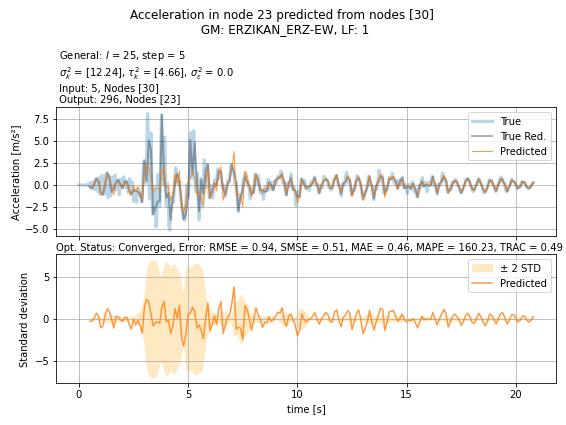 Acceleration in node 23 predicted from nodes [30]
GM: ERZIKAN_ERZ-EW, LF: 1
General: l = 25, step = 5
σ²ₖ = [12.24], τ²ₖ = [4.66], σ²ε = 0.0
Input: 5, Nodes [30]
Output: 296, Nodes [23]
7.5
5.0
2.5
0.0
−2.5
−5.0
Acceleration [m/s²]
True
True Red.
Predicted
Opt. Status: Converged, Error: RMSE = 0.94, SMSE = 0.51, MAE = 0.46, MAPE = 160.23, TRAC = 0.49
5
0
−5
Standard deviation
± 2 STD
Predicted
0 5 10 15 20
time [s]